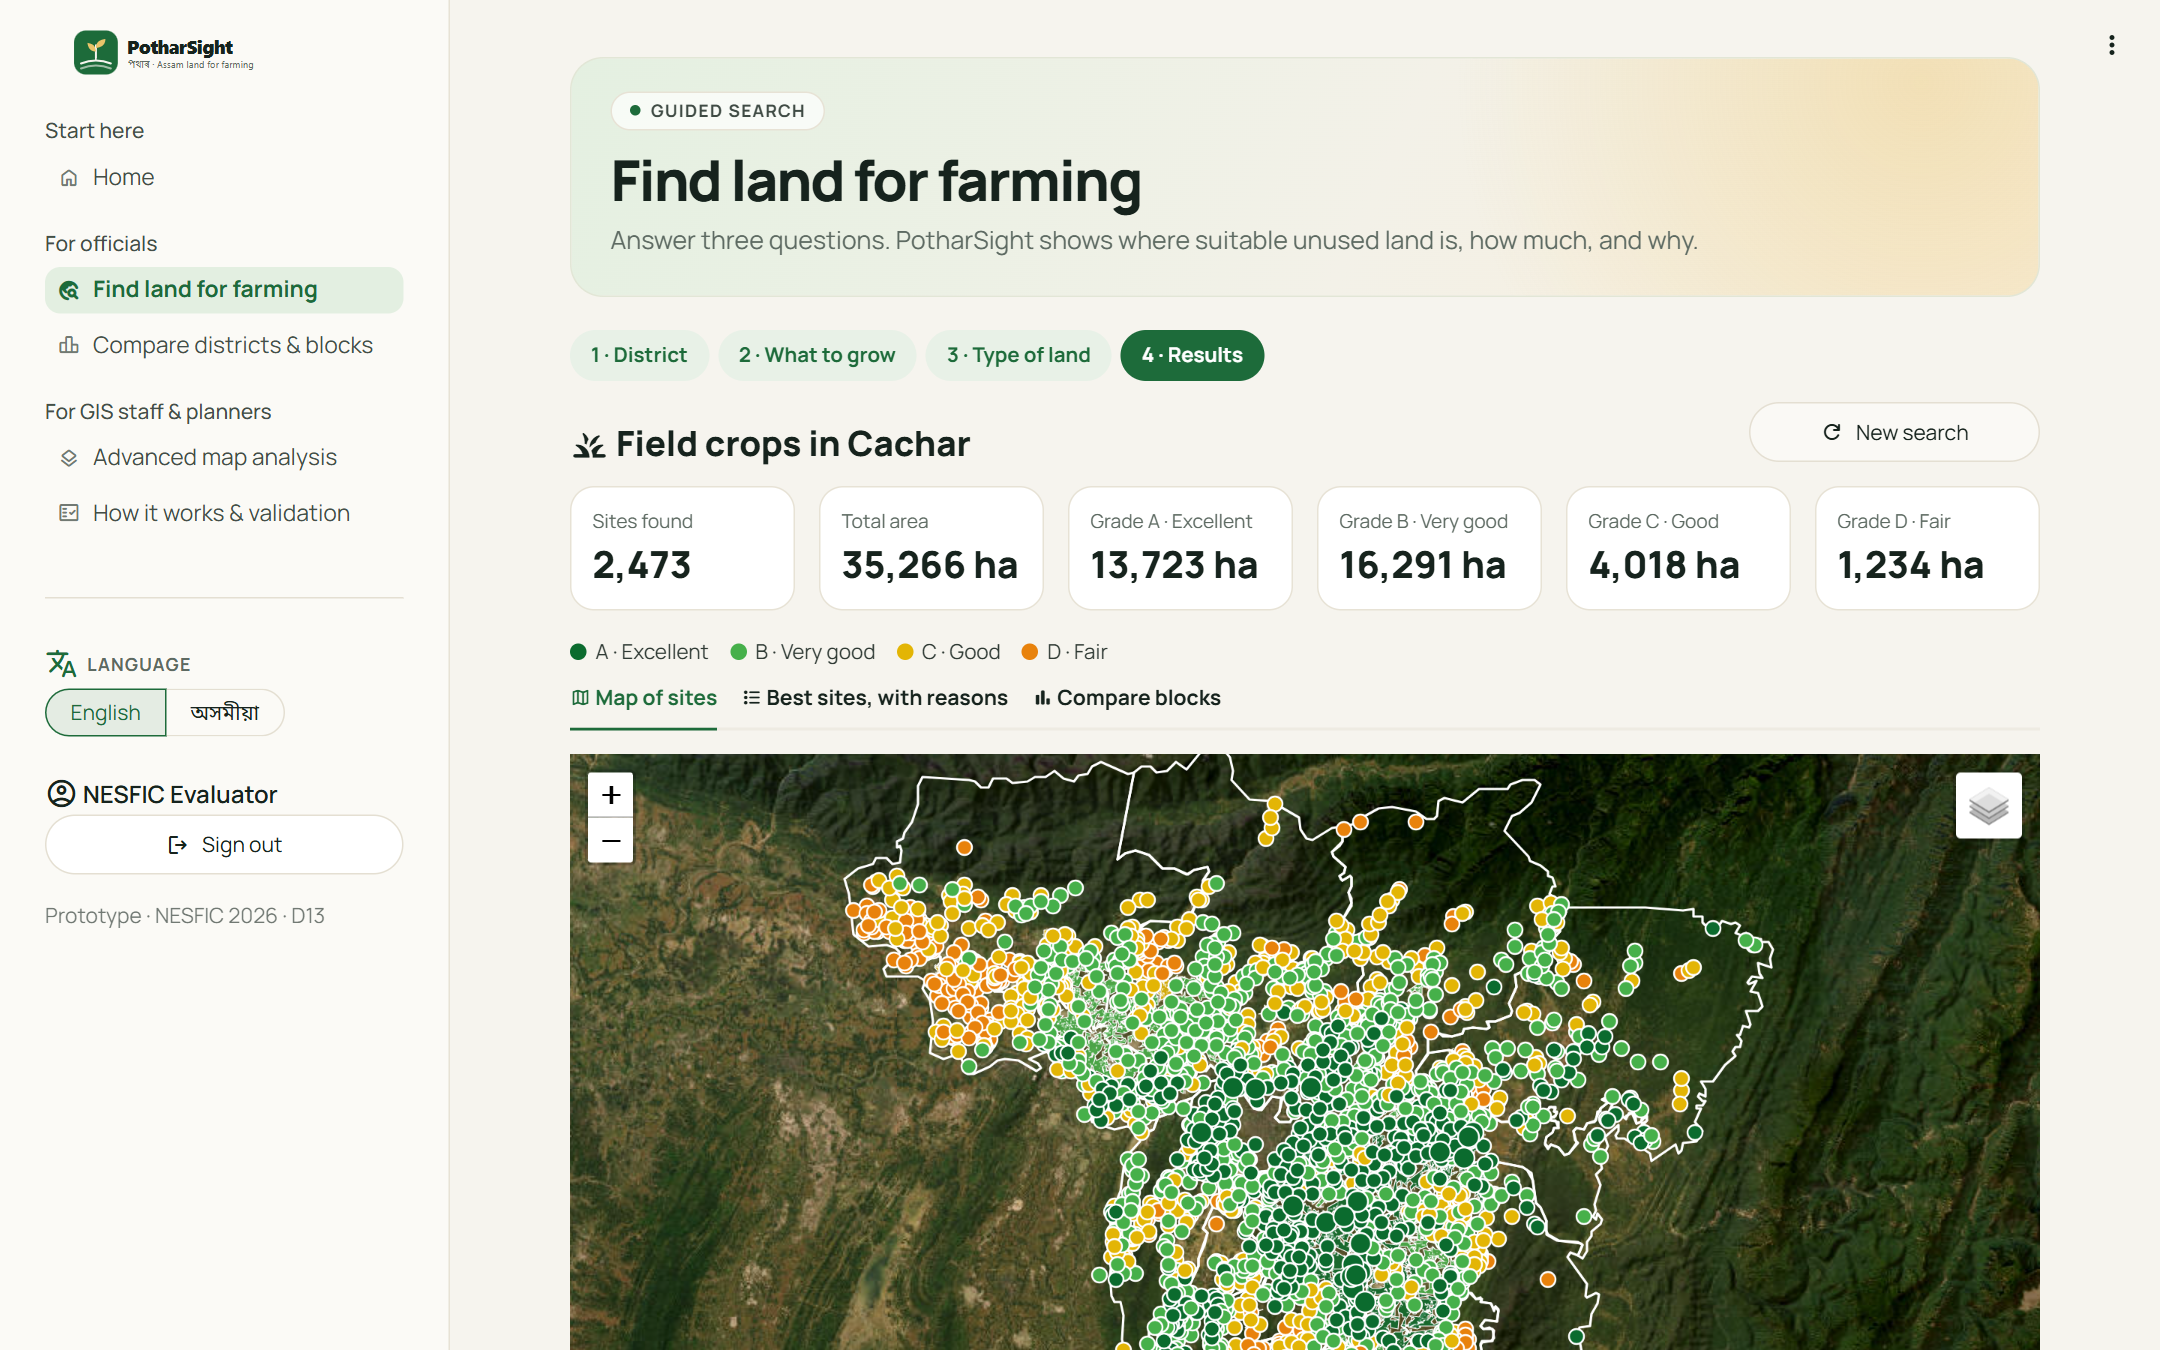 PotharSight
পথাৰ · Assam land for farming
Start here
Home
For officials
Find land for farming
Compare districts & blocks
For GIS staff & planners
Advanced map analysis
How it works & validation
LANGUAGE
English
অসমীয়া
NESFIC Evaluator
Sign out
Prototype · NESFIC 2026 · D13
GUIDED SEARCH
Find land for farming
Answer three questions. PotharSight shows where suitable unused land is, how much, and why.
1 · District
2 · What to grow
3 · Type of land
4 · Results
Field crops in Cachar
New search
Sites found
2,473
Total area
35,266 ha
Grade A · Excellent
13,723 ha
Grade B · Very good
16,291 ha
Grade C · Good
4,018 ha
Grade D · Fair
1,234 ha
A · Excellent
B · Very good
C · Good
D · Fair
Map of sites
Best sites, with reasons
Compare blocks
+
−